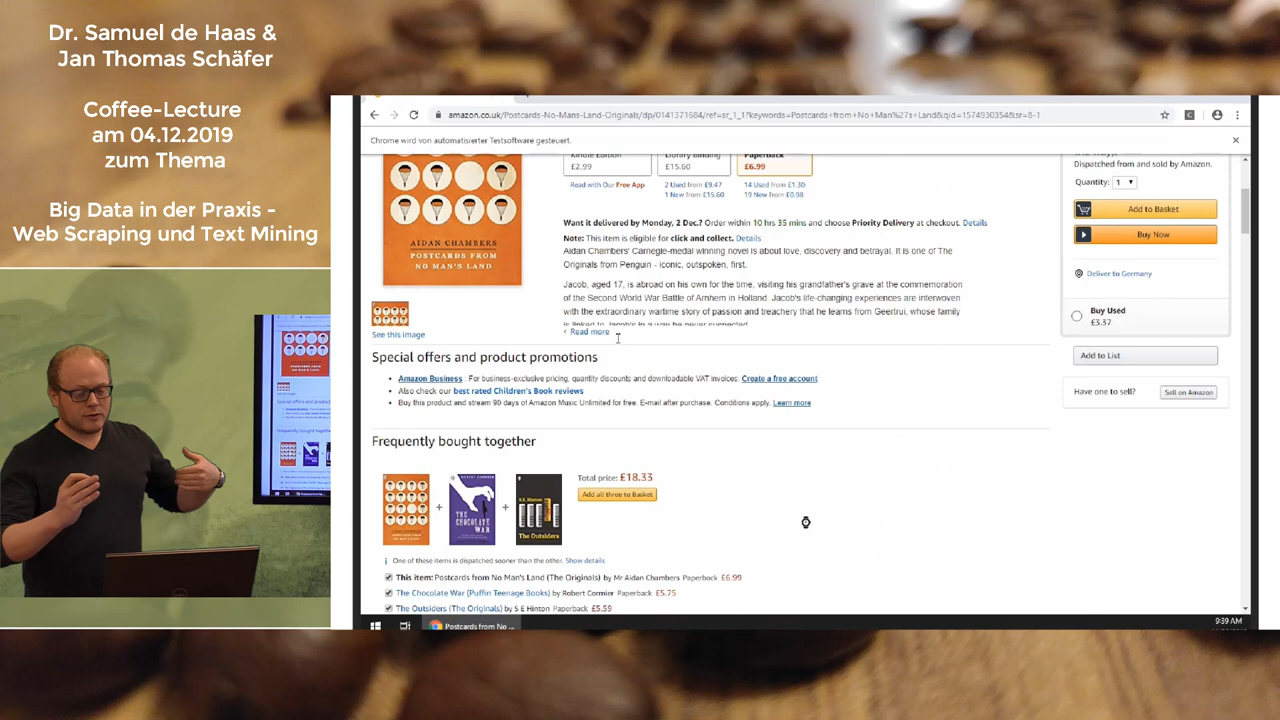 Dr. Samuel de Haas &
Jan Thomas Schäfer
Coffee-Lecture
am 04.12.2019
zum Thema
Big Data in der Praxis -
Web Scraping und Text Mining
amazon.co.uk/Postcards-No-Mans-Land-Originals/dp/0141371684/ref=sr_1_1?keywords=Postcards+from+No+Man%27s+Land&qid=1574930354&sr=8-1
Chrome wird von automatisierter Testsoftware gesteuert.
Kindle Edition
£2.99
Library Binding
£15.60
Paperback
£6.99
Read with Our Free App
2 Used from £9.47
1 New from £15.60
14 Used from £1.30
19 New from £0.98
Want it delivered by Monday, 2 Dec.? Order within 10 hrs 35 mins and choose Priority Delivery at checkout. Details
Note: This item is eligible for click and collect. Details
Aidan Chambers' Carnegie-medal winning novel is about love, discovery and betrayal. It is one of The
Originals from Penguin - iconic, outspoken, first.
Jacob, aged 17, is abroad on his own for the time, visiting his grandfather's grave at the commemoration
of the Second World War Battle of Arnhem in Holland. Jacob's life-changing experiences are interwoven
with the extraordinary wartime story of passion and treachery that he learns from Geertrui, whose family
is linked to Jacob's in a way he never suspected.
Read more
AIDAN CHAMBERS
POSTCARDS FROM
NO MAN'S LAND
See this image
Dispatched from and sold by Amazon.
Quantity: 1
Add to Basket
Buy Now
Deliver to Germany
Buy Used
£3.37
Add to List
Have one to sell?
Sell on Amazon
Special offers and product promotions
Amazon Business : For business-exclusive pricing, quantity discounts and downloadable VAT invoices. Create a free account
Also check our best rated Children's Book reviews
Buy this product and stream 90 days of Amazon Music Unlimited for free. E-mail after purchase. Conditions apply. Learn more
Frequently bought together
+
THE
CHOCOLATE
WAR
+
S.E. Hinton
The Outsiders
Total price: £18.33
Add all three to Basket
One of these items is dispatched sooner than the other. Show details
This item: Postcards from No Man's Land (The Originals) by Mr Aidan Chambers Paperback £6.99
The Chocolate War (Puffin Teenage Books) by Robert Cormier Paperback £5.75
The Outsiders (The Originals) by S E Hinton Paperback £5.59
Postcards from No ...
9:39 AM